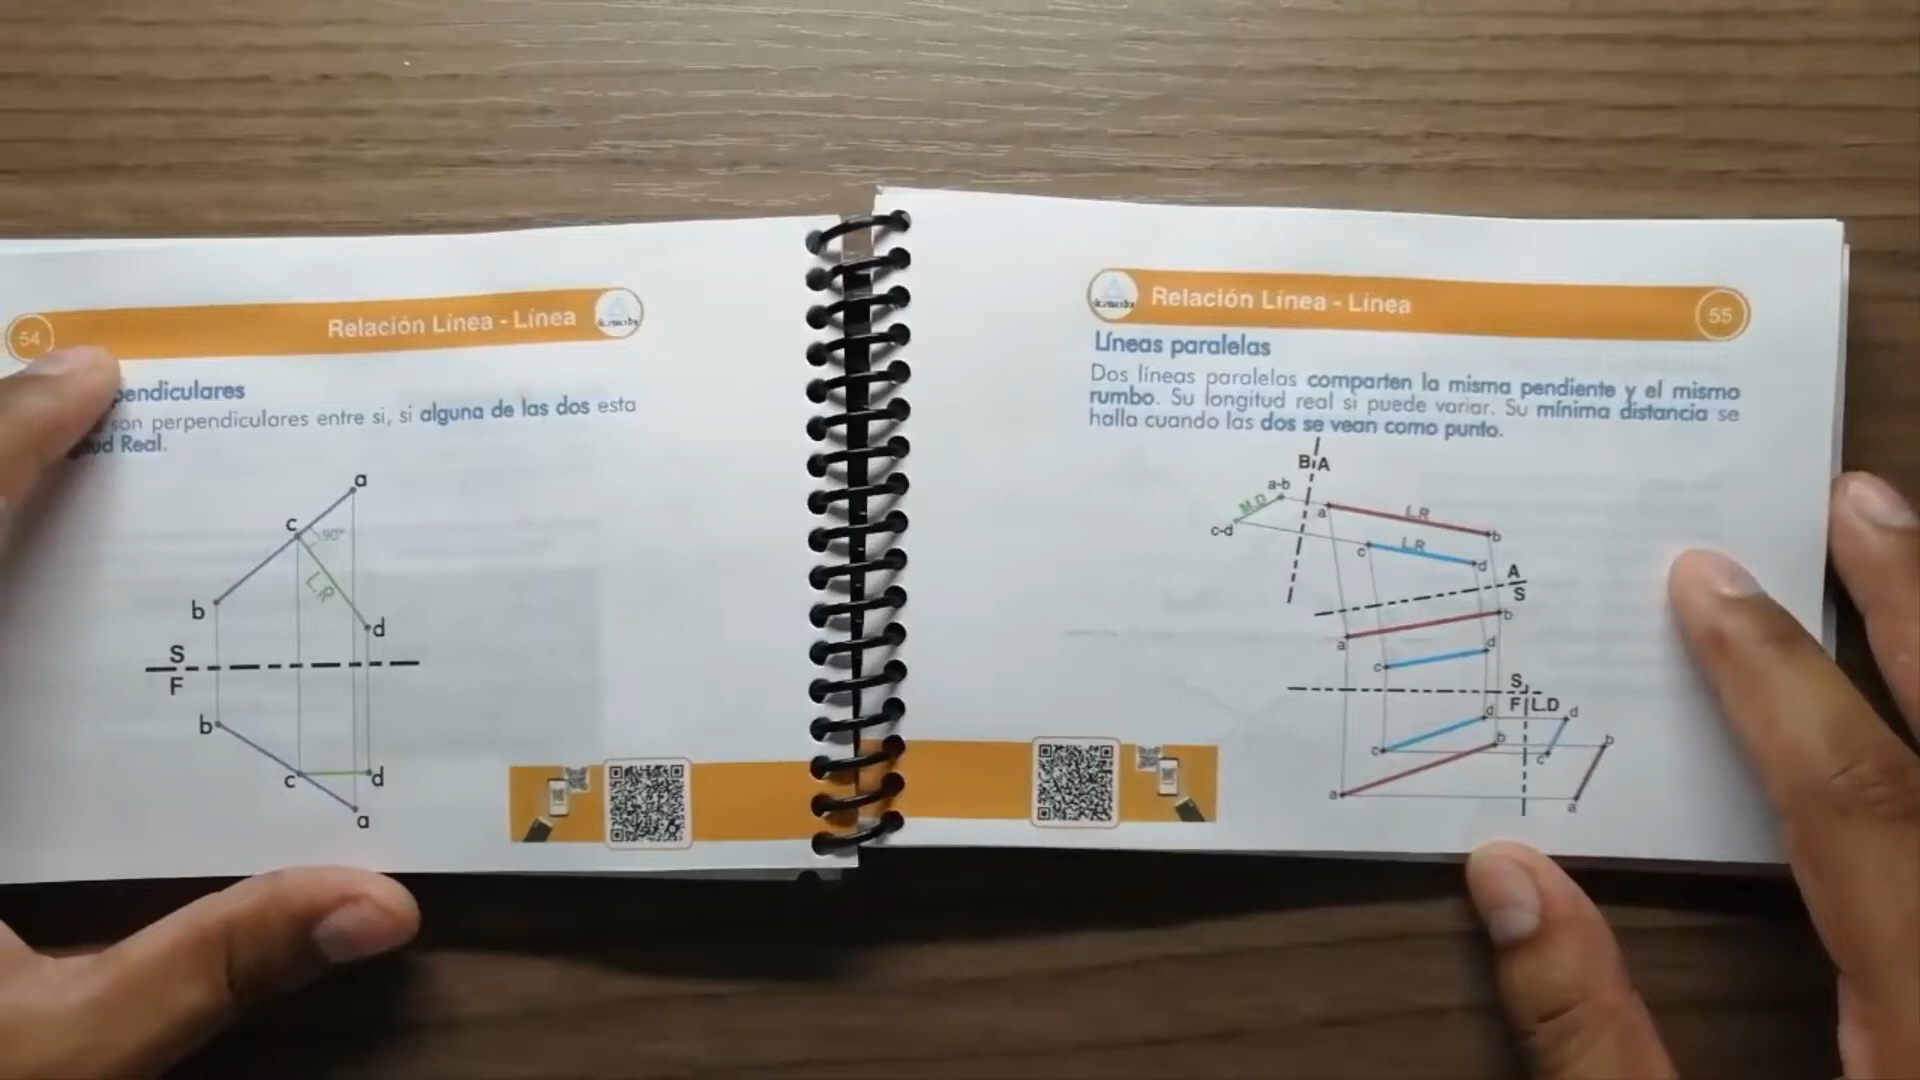 54
Relación Línea - Línea
pendiculares
son perpendiculares entre si, si alguna de las dos esta
ud Real.
a
c
90°
L.R
b
d
S
F
b
c
d
a
Relación Línea - Línea
55
Líneas paralelas
Dos líneas paralelas comparten la misma pendiente y el mismo
rumbo. Su longitud real si puede variar. Su mínima distancia se
halla cuando las dos se vean como punto.
B A
a-b
M.D
c-d
a
L.R
b
c
L.R
d
A
S
b
a
d
c
S
F L.D
d
d
b
b
c
c
a
a